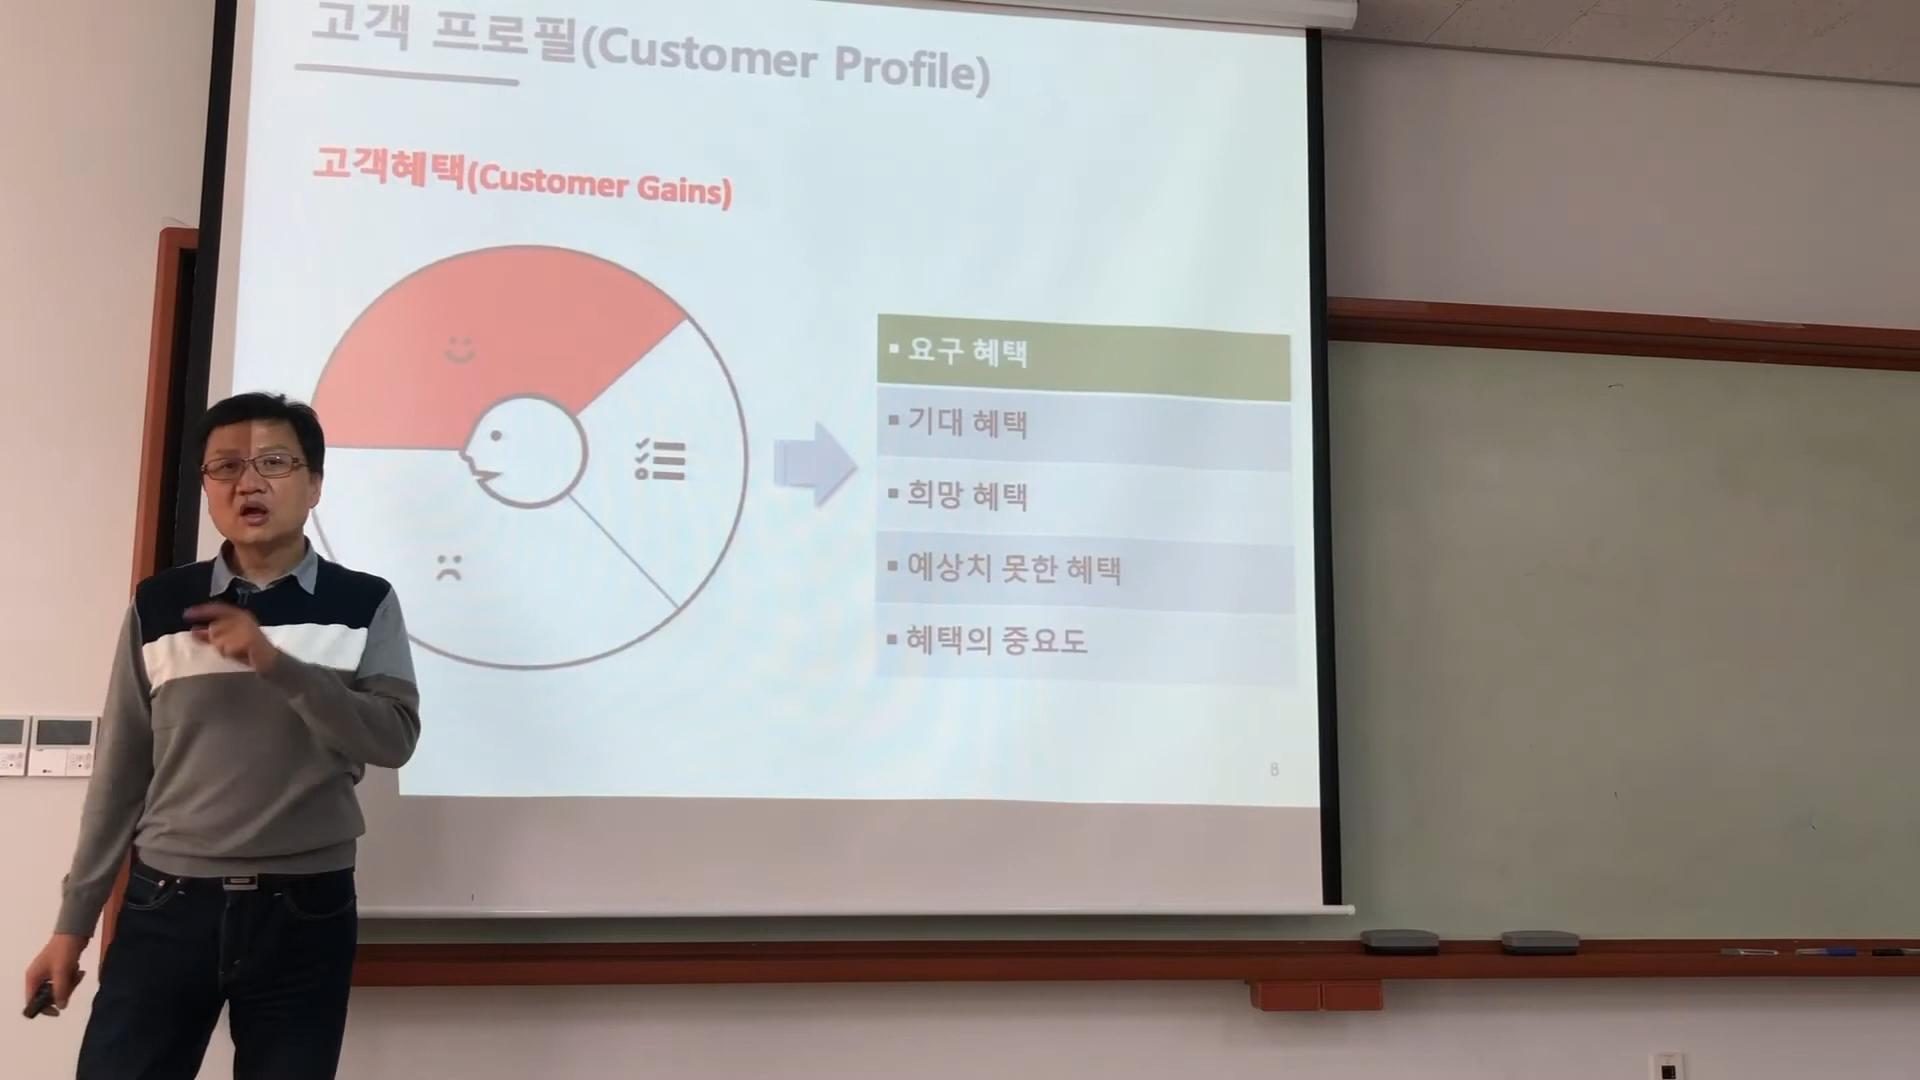 고객 프로필(Customer Profile)
고객혜택(Customer Gains)
▪ 요구 혜택
▪ 기대 혜택
▪ 희망 혜택
▪ 예상치 못한 혜택
▪ 혜택의 중요도
8